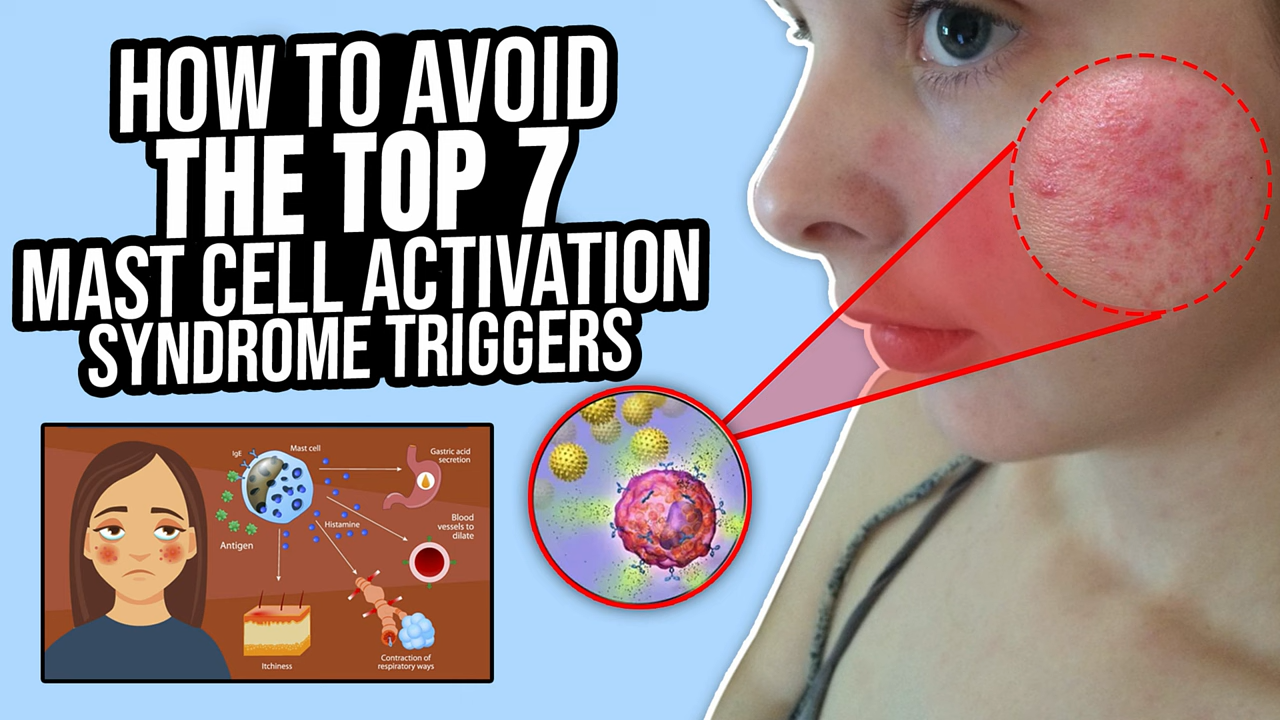 HOW TO AVOID
THE TOP 7
MAST CELL ACTIVATION
SYNDROME TRIGGERS
IgE
Mast cell
Gastric acid
secretion
Histamine
Blood
vessels to
dilate
Antigen
Itchiness
Contraction of
respiratory ways